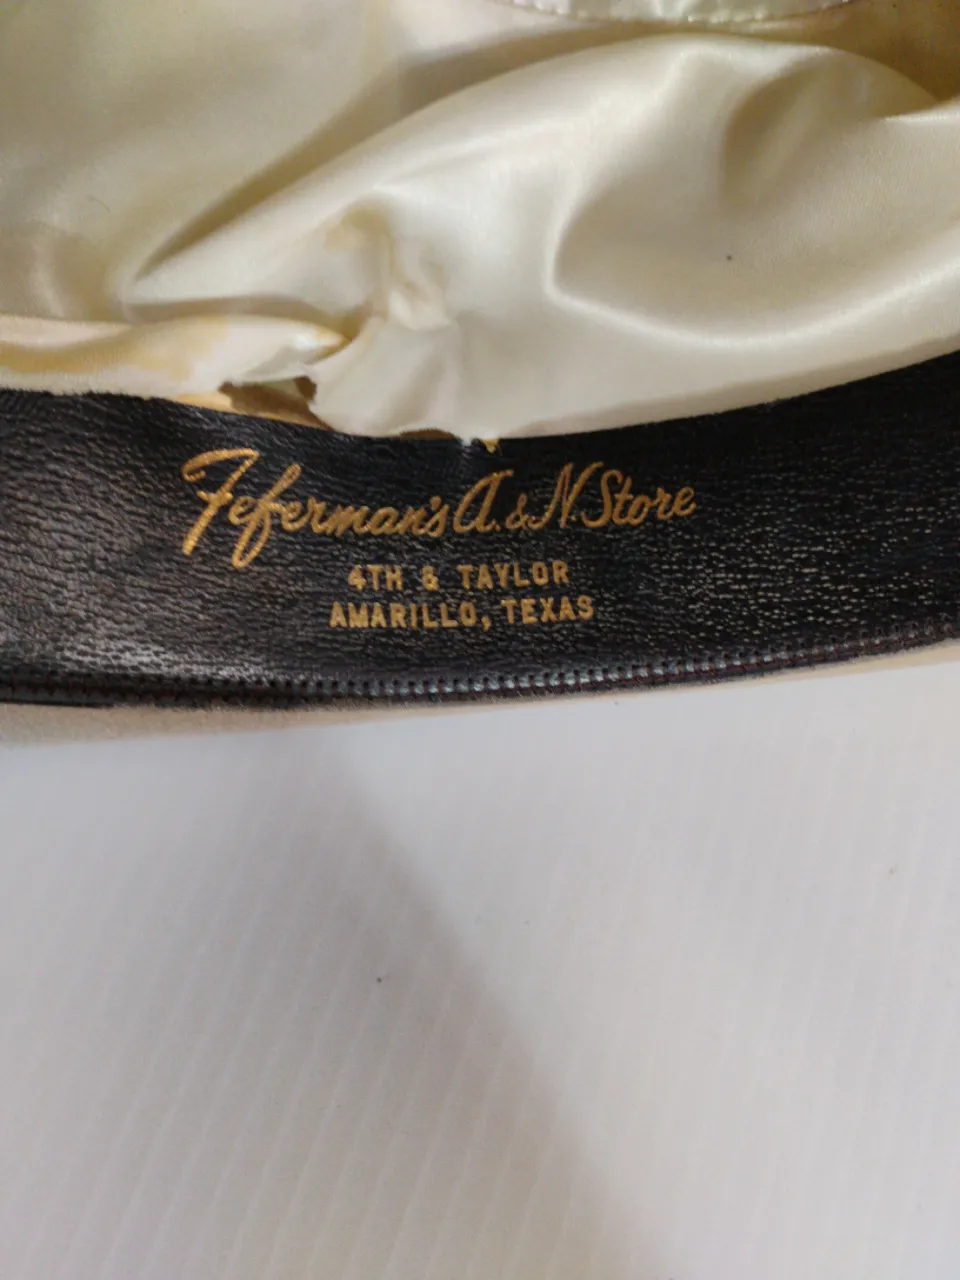 Feferman's A. & N. Store
4TH & TAYLOR
AMARILLO, TEXAS